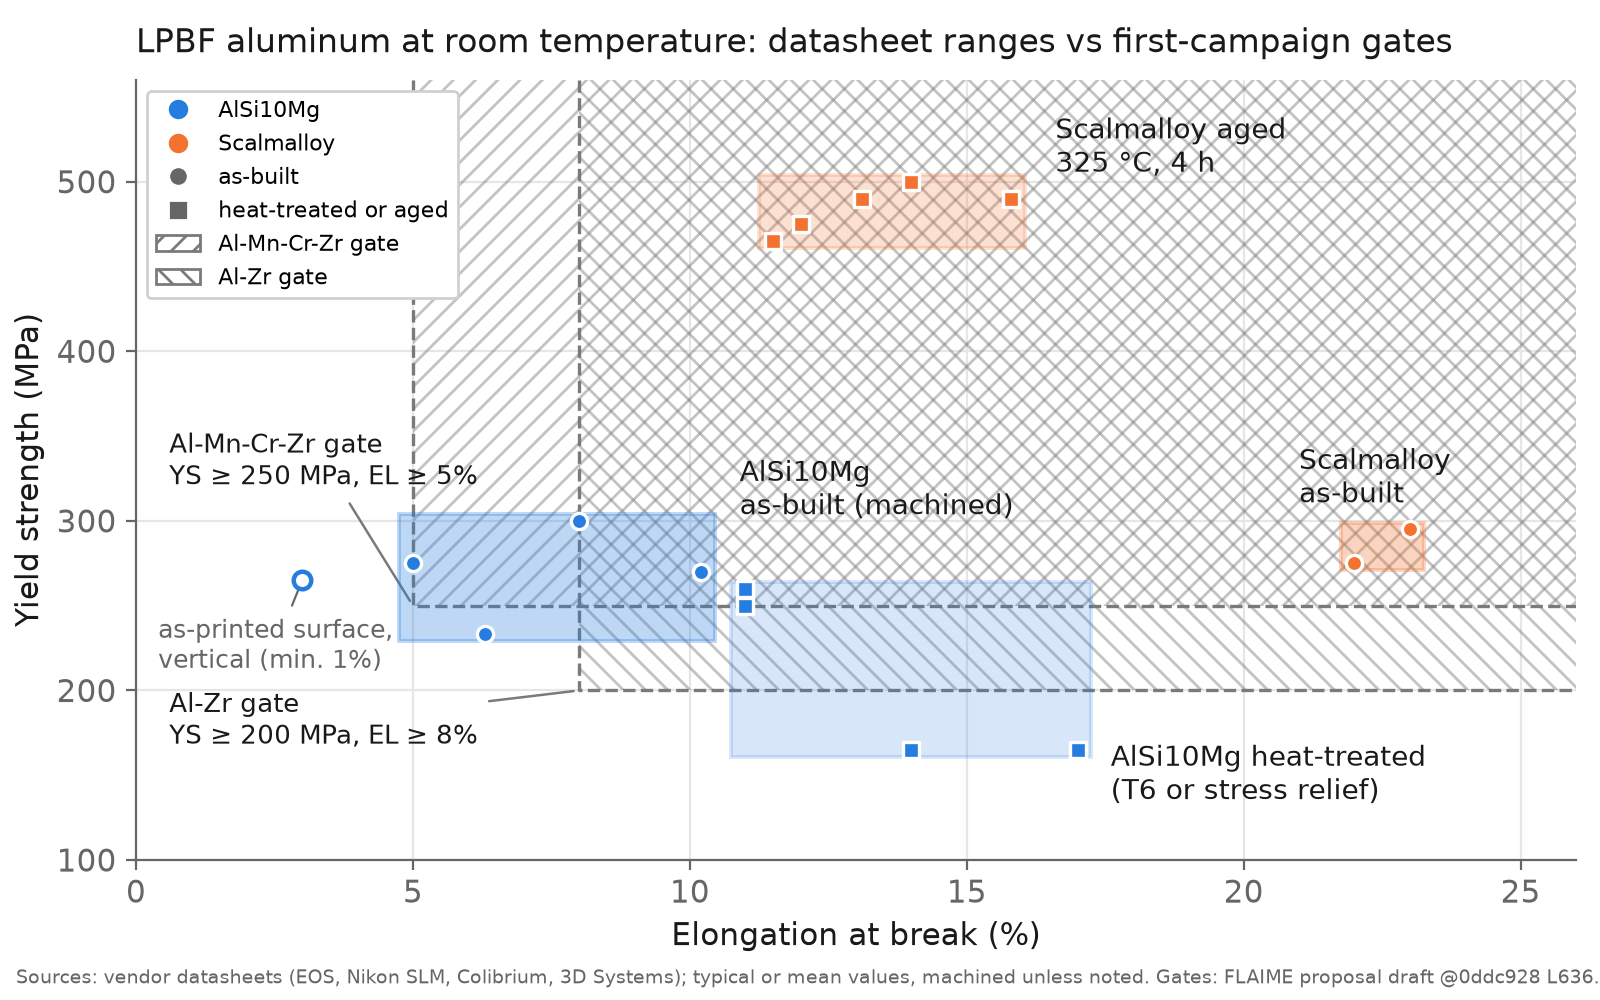 LPBF aluminum at room temperature: datasheet ranges vs first-campaign gates
AlSi10Mg
Scalmalloy
as-built
heat-treated or aged
Al-Mn-Cr-Zr gate
Al-Zr gate
Scalmalloy aged
325 °C, 4 h
Al-Mn-Cr-Zr gate
YS ≥ 250 MPa, EL ≥ 5%
AlSi10Mg
as-built (machined)
Scalmalloy
as-built
as-printed surface,
vertical (min. 1%)
Al-Zr gate
YS ≥ 200 MPa, EL ≥ 8%
AlSi10Mg heat-treated
(T6 or stress relief)
Yield strength (MPa)
500
400
300
200
100
0
5
10
15
20
25
Elongation at break (%)
Sources: vendor datasheets (EOS, Nikon SLM, Colibrium, 3D Systems); typical or mean values, machined unless noted. Gates: FLAIME proposal draft @0ddc928 L636.